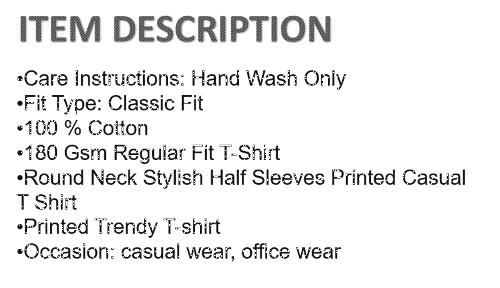 ITEM DESCRIPTION
•Care Instructions: Hand Wash Only
•Fit Type: Classic Fit
•100 % Cotton
•180 Gsm Regular Fit T-Shirt
•Round Neck Stylish Half Sleeves Printed Casual
T Shirt
•Printed Trendy T-shirt
•Occasion: casual wear, office wear